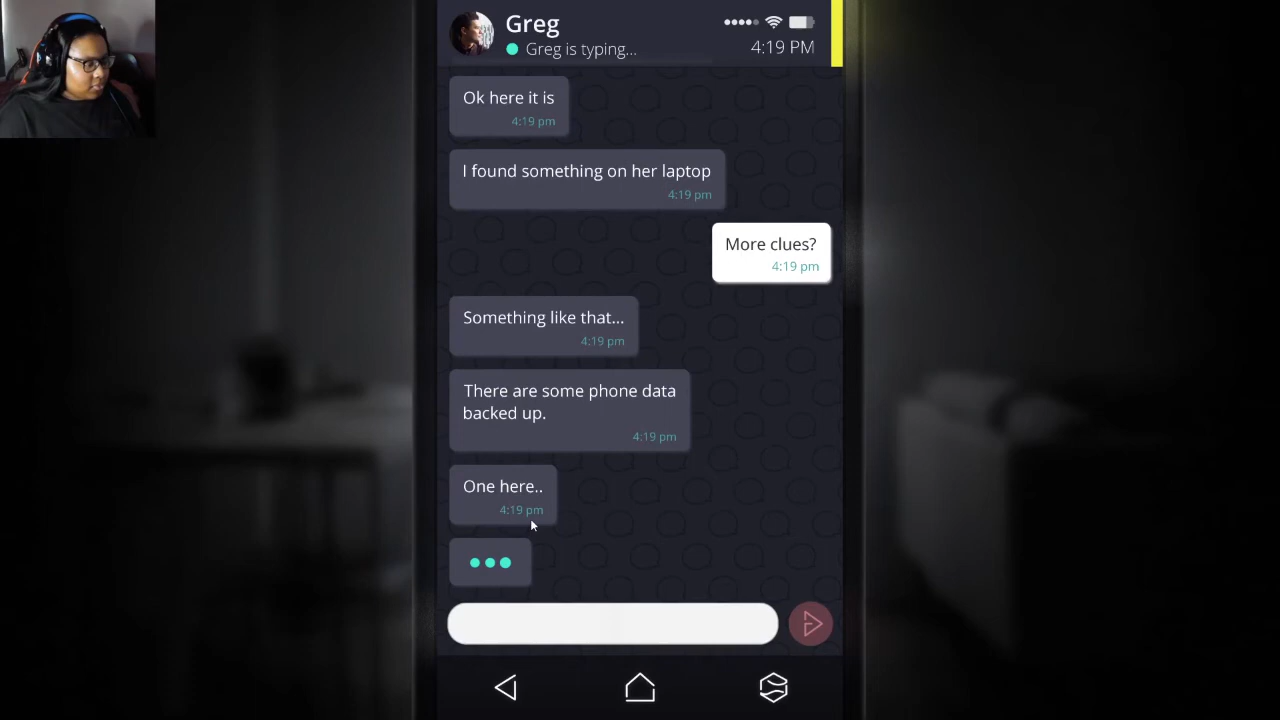 Greg
Greg is typing...
4:19 PM
Ok here it is
4:19 pm
I found something on her laptop
4:19 pm
More clues?
4:19 pm
Something like that...
4:19 pm
There are some phone data
backed up.
4:19 pm
One here..
4:19 pm